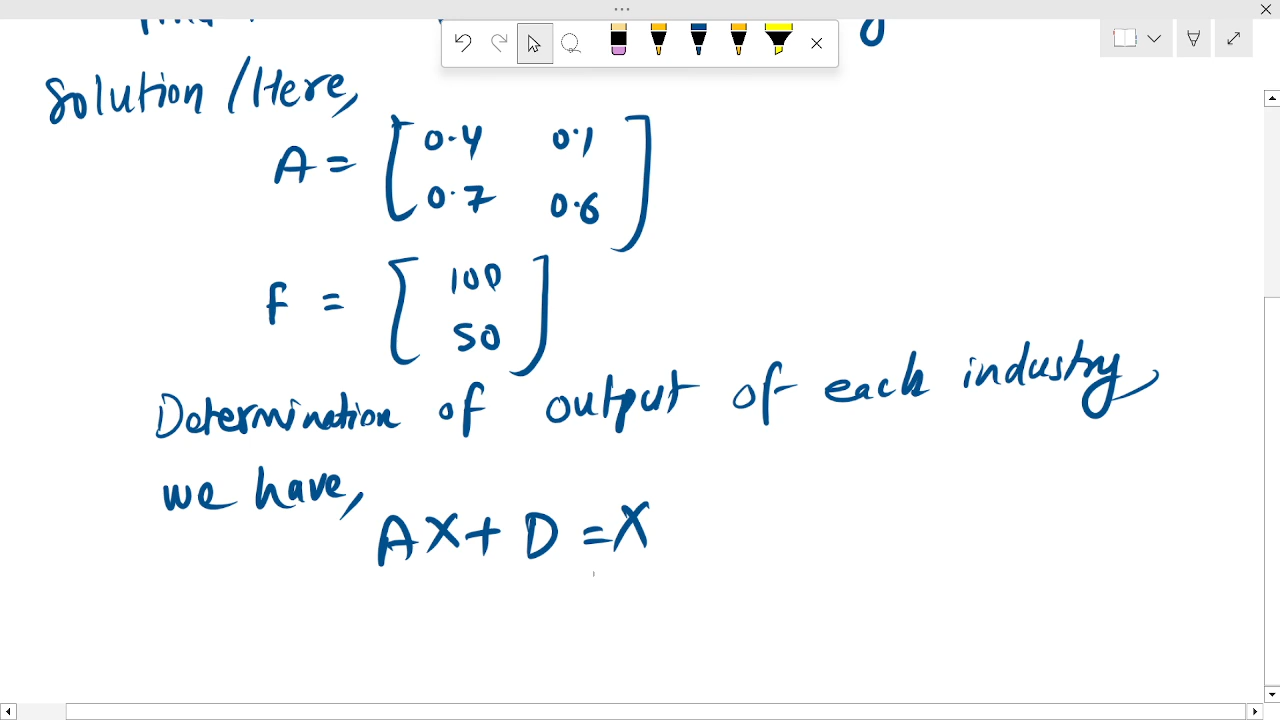 Solution / Here,
A = [ 0.4 0.1
0.7 0.6 ]
F = [ 100
50 ]
Determination of output of each industry
we have,
AX + D = X